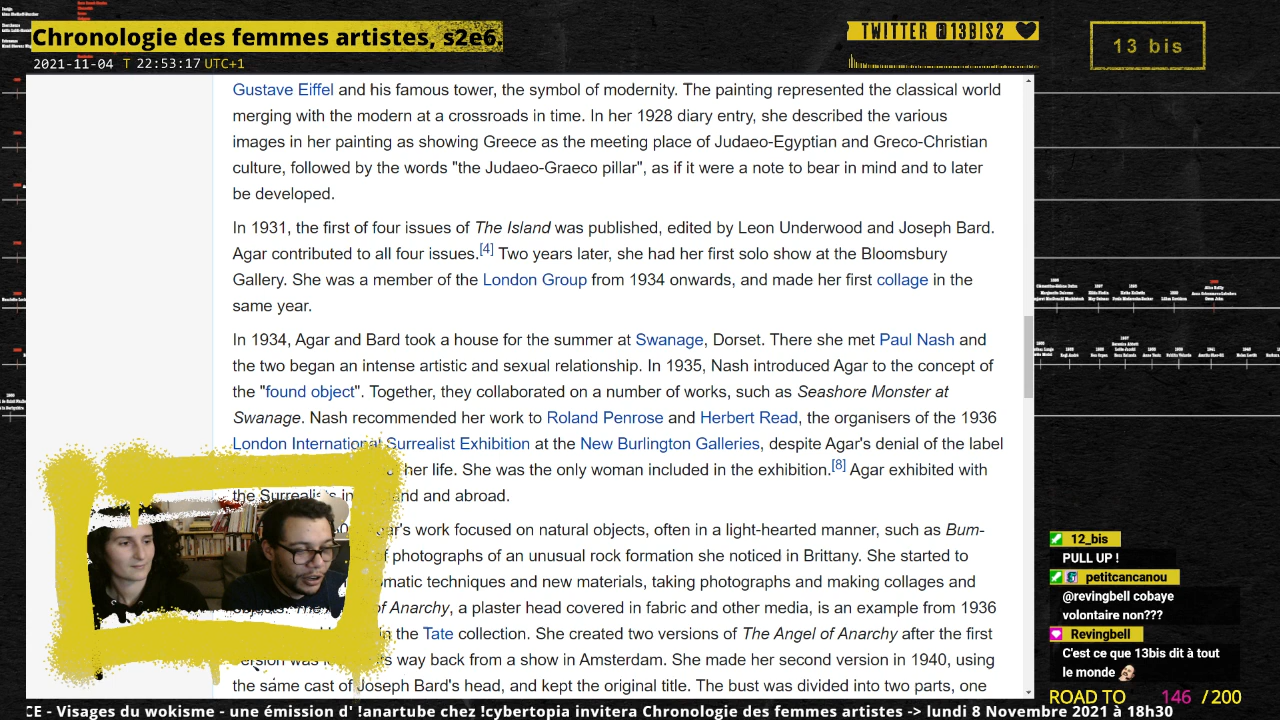 Chronologie des femmes artistes, s2e6
2021-11-04 T 22:53:17 UTC+1
TWITTER @13BIS2
13 bis
Gustave Eiffel and his famous tower, the symbol of modernity. The painting represented the classical world
merging with the modern at a crossroads in time. In her 1928 diary entry, she described the various
images in her painting as showing Greece as the meeting place of Judaeo-Egyptian and Greco-Christian
culture, followed by the words "the Judaeo-Graeco pillar", as if it were a note to bear in mind and to later
be developed.
In 1931, the first of four issues of The Island was published, edited by Leon Underwood and Joseph Bard.
Agar contributed to all four issues.[4] Two years later, she had her first solo show at the Bloomsbury
Gallery. She was a member of the London Group from 1934 onwards, and made her first collage in the
same year.
In 1934, Agar and Bard took a house for the summer at Swanage, Dorset. There she met Paul Nash and
the two began an intense artistic and sexual relationship. In 1935, Nash introduced Agar to the concept of
the "found object". Together, they collaborated on a number of works, such as Seashore Monster at
Swanage. Nash recommended her work to Roland Penrose and Herbert Read, the organisers of the 1936
London International Surrealist Exhibition at the New Burlington Galleries, despite Agar's denial of the label
her life. She was the only woman included in the exhibition.[8] Agar exhibited with
the Surrealists in and and abroad.
ar's work focused on natural objects, often in a light-hearted manner, such as Bum-
f photographs of an unusual rock formation she noticed in Brittany. She started to
omatic techniques and new materials, taking photographs and making collages and
of Anarchy, a plaster head covered in fabric and other media, is an example from 1936
n the Tate collection. She created two versions of The Angel of Anarchy after the first
version was s way back from a show in Amsterdam. She made her second version in 1940, using
the same cast of Joseph Bard's head, and kept the original title. The bust was divided into two parts, one
12_bis
PULL UP !
petitcancanou
@revingbell cobaye
volontaire non???
Revingbell
C'est ce que 13bis dit à tout
le monde
ROAD TO 146 / 200
CE - Visages du wokisme - une émission d' !snartube chez :cybertopia invitera Chronologie des femmes artistes -> lundi 8 Novembre 2021 à 18h30